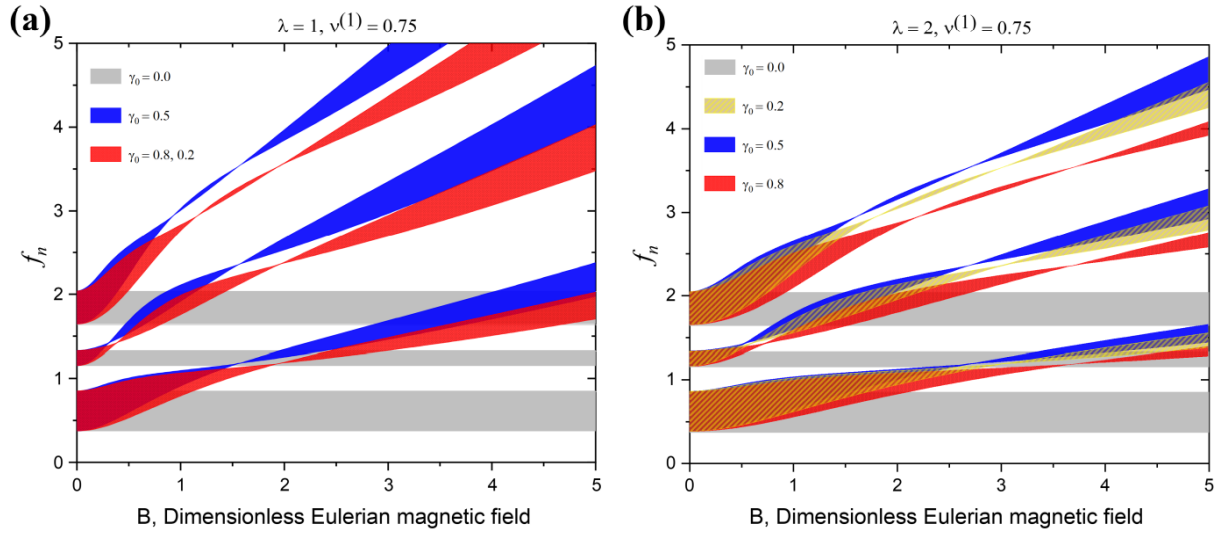 (a)
λ = 1, ν(1) = 0.75
γ0 = 0.0
γ0 = 0.5
γ0 = 0.8, 0.2
fn
5
4
3
2
1
0
0 1 2 3 4 5
B, Dimensionless Eulerian magnetic field
(b)
λ = 2, ν(1) = 0.75
γ0 = 0.0
γ0 = 0.2
γ0 = 0.5
γ0 = 0.8
fn
5
4
3
2
1
0
0 1 2 3 4 5
B, Dimensionless Eulerian magnetic field